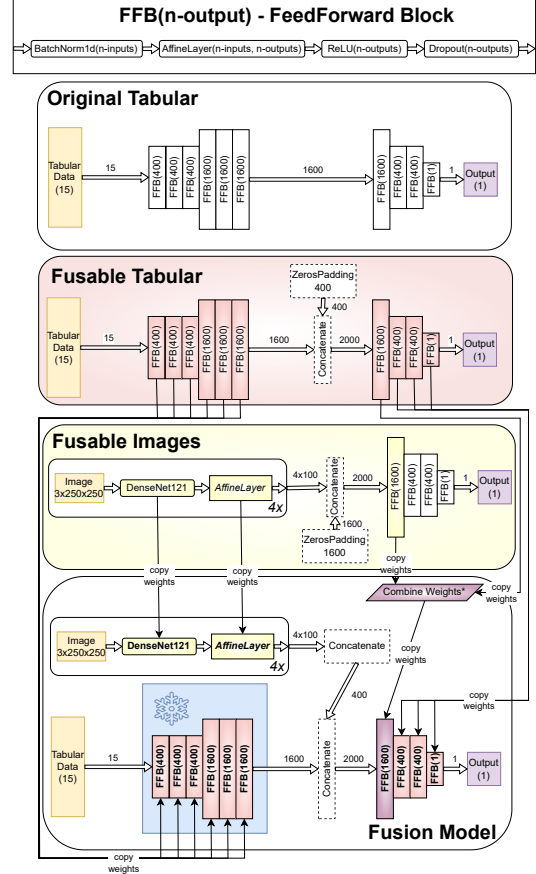 FFB(n-output) - FeedForward Block
BatchNorm1d(n-inputs)
AffineLayer(n-inputs, n-outputs)
ReLU(n-outputs)
Dropout(n-outputs)
Original Tabular
Tabular
Data
(15)
15
FFB(400)
FFB(400)
FFB(400)
FFB(1600)
FFB(1600)
FFB(1600)
1600
FFB(1600)
FFB(400)
FFB(400)
FFB(1)
1
Output
(1)
Fusable Tabular
ZerosPadding
400
400
Tabular
Data
(15)
15
FFB(400)
FFB(400)
FFB(400)
FFB(1600)
FFB(1600)
FFB(1600)
1600
Concatenate
2000
FFB(1600)
FFB(400)
FFB(400)
FFB(1)
1
Output
(1)
Fusable Images
Image
3x250x250
DenseNet121
AffineLayer
4x
4x100
Concatenate
2000
FFB(1600)
FFB(400)
FFB(400)
FFB(1)
1
Output
(1)
1600
ZerosPadding
1600
copy
weights
copy
weights
copy
weights
copy
weights
Combine Weights*
Image
3x250x250
DenseNet121
AffineLayer
4x
4x100
Concatenate
copy
weights
400
copy
weights
Tabular
Data
(15)
15
FFB(400)
FFB(400)
FFB(400)
FFB(1600)
FFB(1600)
FFB(1600)
1600
Concatenate
2000
FFB(1600)
FFB(400)
FFB(400)
FFB(1)
1
Output
(1)
Fusion Model
copy
weights